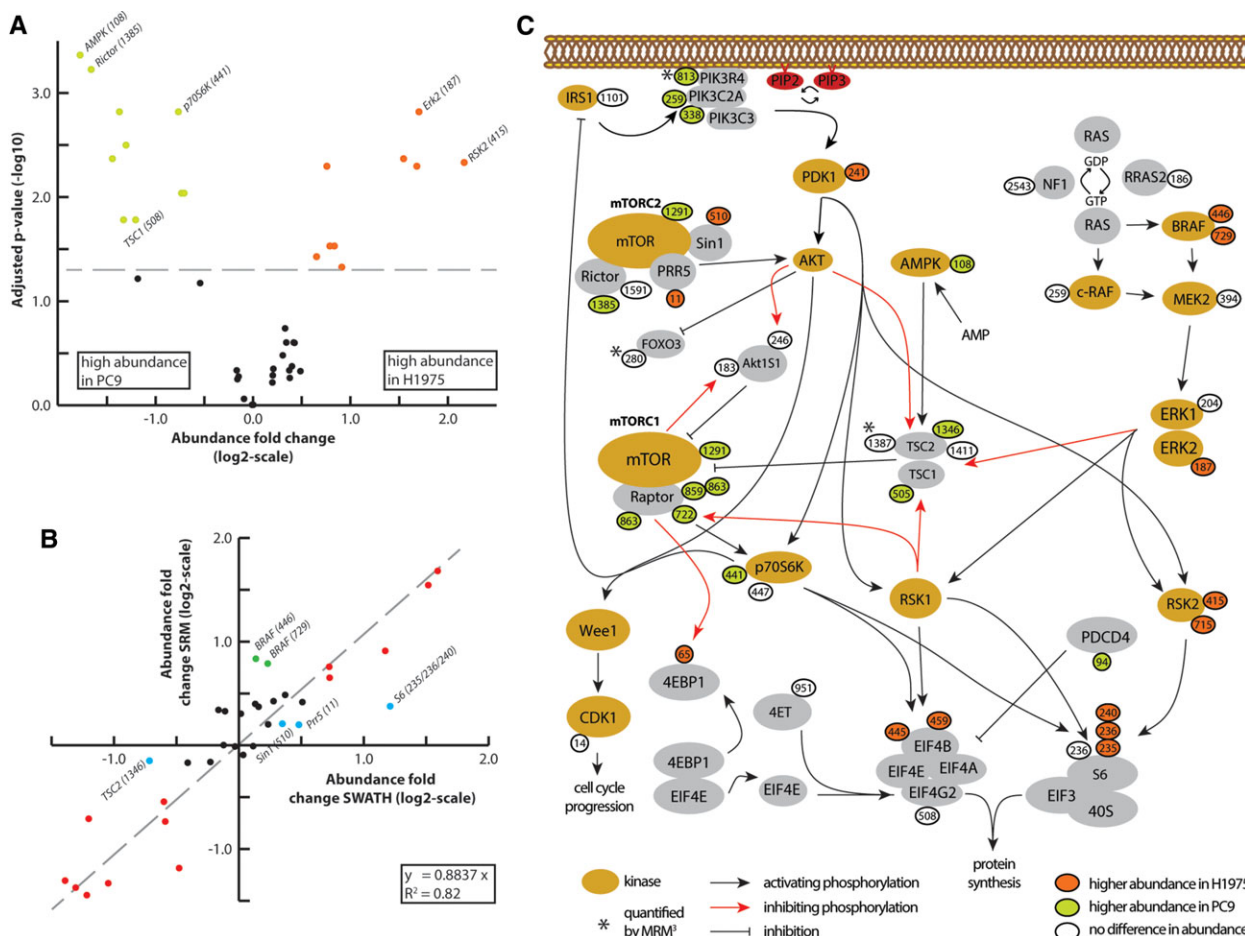 A
AMPK (108)
Rictor (1385)
p70S6K (441)
Erk2 (187)
RSK2 (415)
TSC1 (508)
3.0
2.0
1.0
0.0
Adjusted p-value (-log10)
high abundance
in PC9
high abundance
in H1975
-1.0
0.0
1.0
2.0
Abundance fold change
(log2-scale)
B
2.0
1.0
-1.0
-1.0
1.0
2.0
Abundance fold
change SRM (log2-scale)
BRAF (446)
BRAF (729)
S6 (235/236/240)
Prr5 (11)
Sin1 (510)
TSC2 (1346)
Abundance fold
change SWATH (log2-scale)
y = 0.8837 x
R² = 0.82
C
* 813 PIK3R4
259 PIK3C2A
338 PIK3C3
PIP2
PIP3
IRS1 1101
PDK1 241
RAS
GDP
GTP
RAS
2543 NF1
RRAS2 186
BRAF 446
729
259 c-RAF
MEK2 394
mTORC2
1291
510
mTOR
Sin1
Rictor
PRR5
1591
1385
11
AKT
AMPK 108
AMP
FOXO3
* 280
246
183 Akt1S1
ERK1 204
ERK2
187
mTORC1
mTOR 1291
Raptor 859 863
863
722
* 1387
TSC2 1346
1411
TSC1
505
p70S6K
441
447
RSK1
RSK2 415
715
Wee1
CDK1
14
cell cycle
progression
65
4EBP1
4EBP1
EIF4E
EIF4E
4ET
951
PDCD4
94
445
459
EIF4B
EIF4E
EIF4A
EIF4G2
508
240
236
235
236
S6
EIF3
40S
protein
synthesis
kinase
* quantified
by MRM³
activating phosphorylation
inhibiting phosphorylation
inhibition
higher abundance in H1975
higher abundance in PC9
no difference in abundance